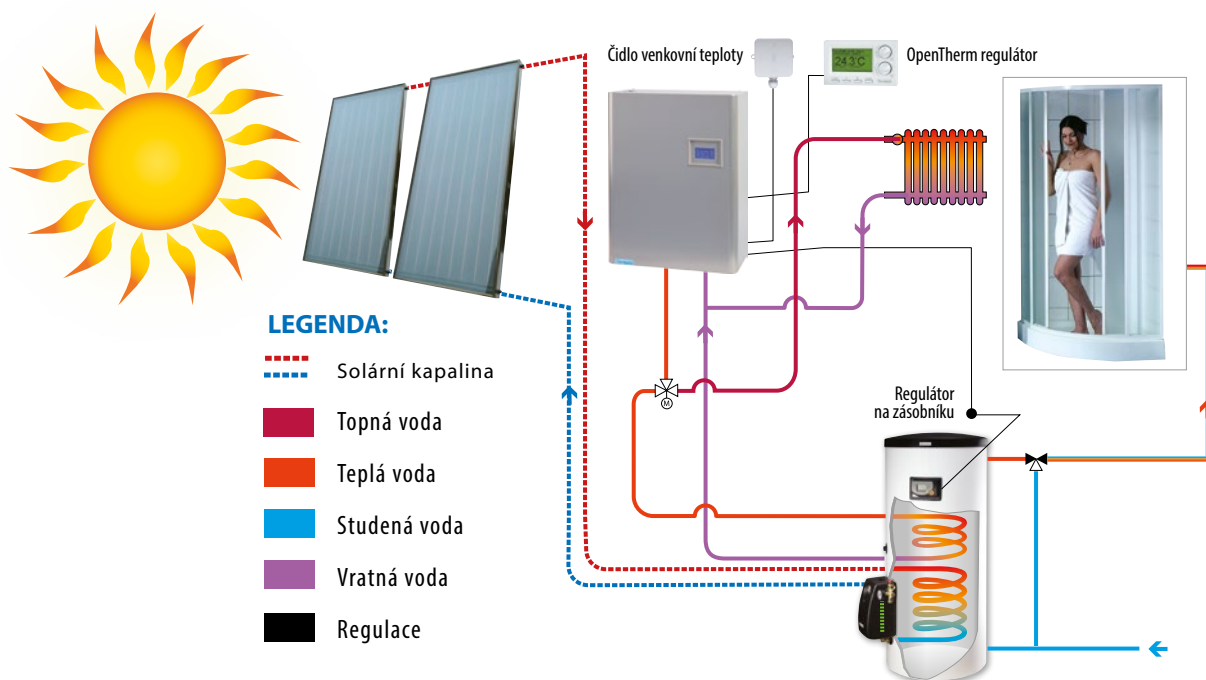 Čidlo venkovní teploty
OpenTherm regulátor
24.3°C
LEGENDA:
Solární kapalina
Topná voda
Teplá voda
Studená voda
Vratná voda
Regulace
M
Regulátor
na zásobníku